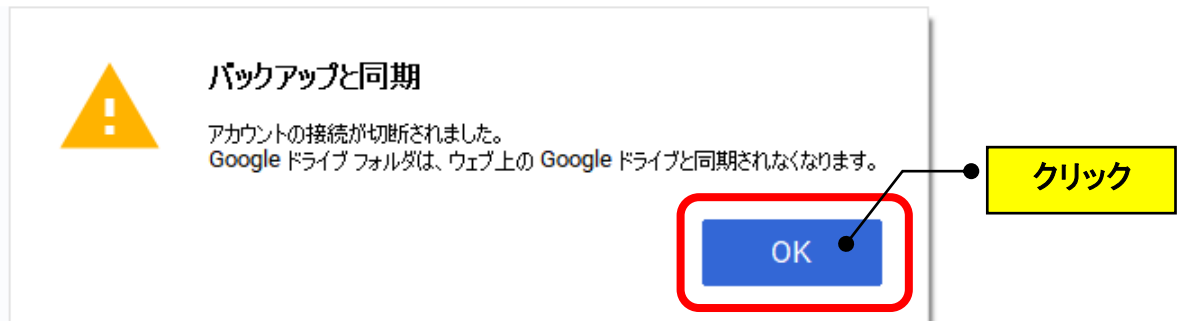 バックアップと同期
アカウントの接続が切断されました。
Google ドライブ フォルダは、ウェブ上の Google ドライブと同期されなくなります。
クリック
OK